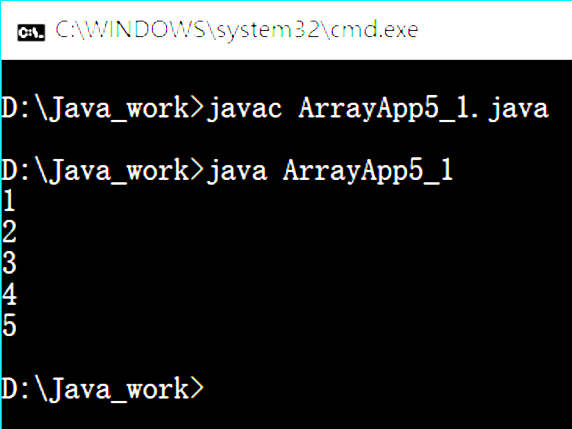 C:\WINDOWS\system32\cmd.exe
D:\Java_work>javac ArrayApp5_1.java
D:\Java_work>java ArrayApp5_1
1
2
3
4
5
D:\Java_work>